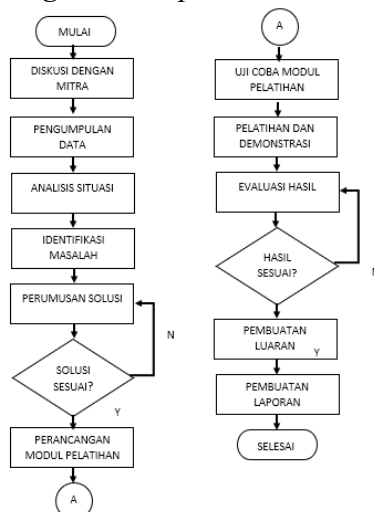 MULAI
DISKUSI DENGAN
MITRA
PENGUMPULAN
DATA
ANALISIS SITUASI
IDENTIFIKASI
MASALAH
PERUMUSAN SOLUSI
N
SOLUSI
SESUAI?
Y
PERANCANGAN
MODUL PELATIHAN
A
A
UJI COBA MODUL
PELATIHAN
PELATIHAN DAN
DEMONSTRASI
EVALUASI HASIL
HASIL
SESUAI?
PEMBUATAN
LUARAN
Y
PEMBUATAN
LAPORAN
SELESAI